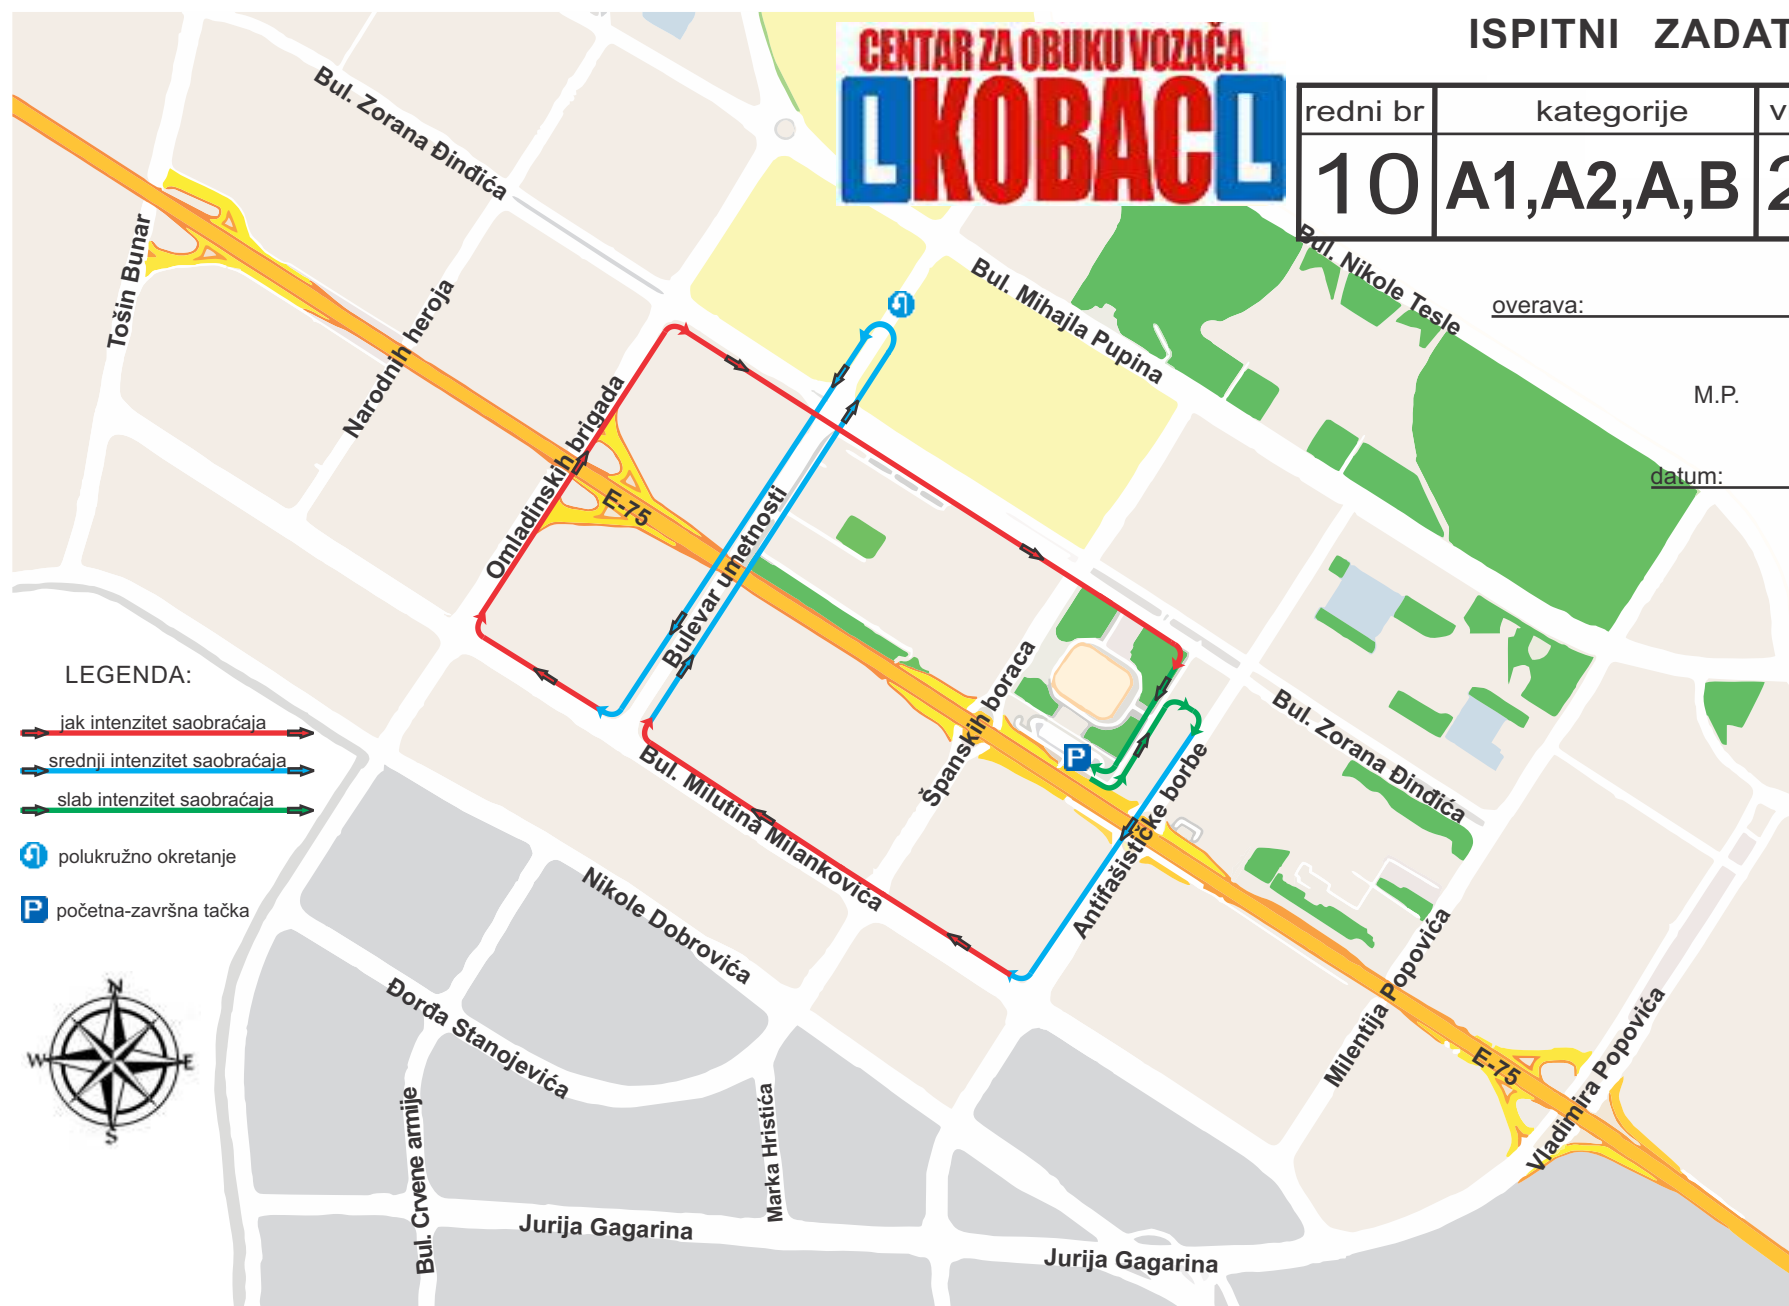 CENTAR ZA OBUKU VOZAČA
L KOBAC L
ISPITNI ZADAT
redni br kategorije v
10 A1,A2,A,B 2
overava:
M.P.
datum:
Bul. Zorana Đinđića
Tošin Bunar
Narodnih heroja
Omladinskih brigada
E-75
Bulevar umetnosti
Bul. Mihajla Pupina
Bul. Nikole Tesle
Španskih boraca
Bul. Zorana Đinđića
Antifašističke borbe
Bul. Milutina Milankovića
Nikole Dobrovića
Đorđa Stanojevića
Bul. Crvene armije
Marka Hristića
Jurija Gagarina
Jurija Gagarina
Milentija Popovića
E-75
Vladimira Popovića
P
LEGENDA:
jak intenzitet saobraćaja
srednji intenzitet saobraćaja
slab intenzitet saobraćaja
polukružno okretanje
P početna-završna tačka
N
W E
S